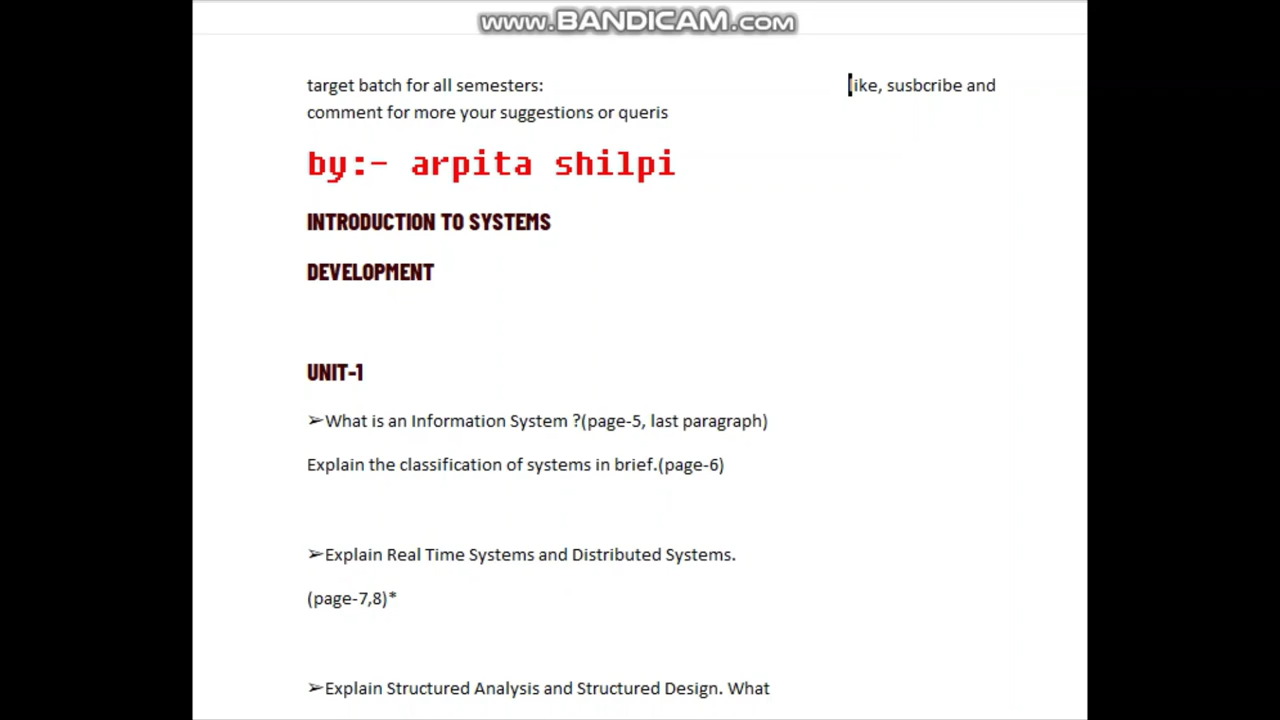 www.BANDICAM.com
target batch for all semesters: like, susbcribe and
comment for more your suggestions or queris
by:- arpita shilpi
INTRODUCTION TO SYSTEMS
DEVELOPMENT
UNIT-1
➢What is an Information System ?(page-5, last paragraph)
Explain the classification of systems in brief.(page-6)
➢Explain Real Time Systems and Distributed Systems.
(page-7,8)*
➢Explain Structured Analysis and Structured Design. What